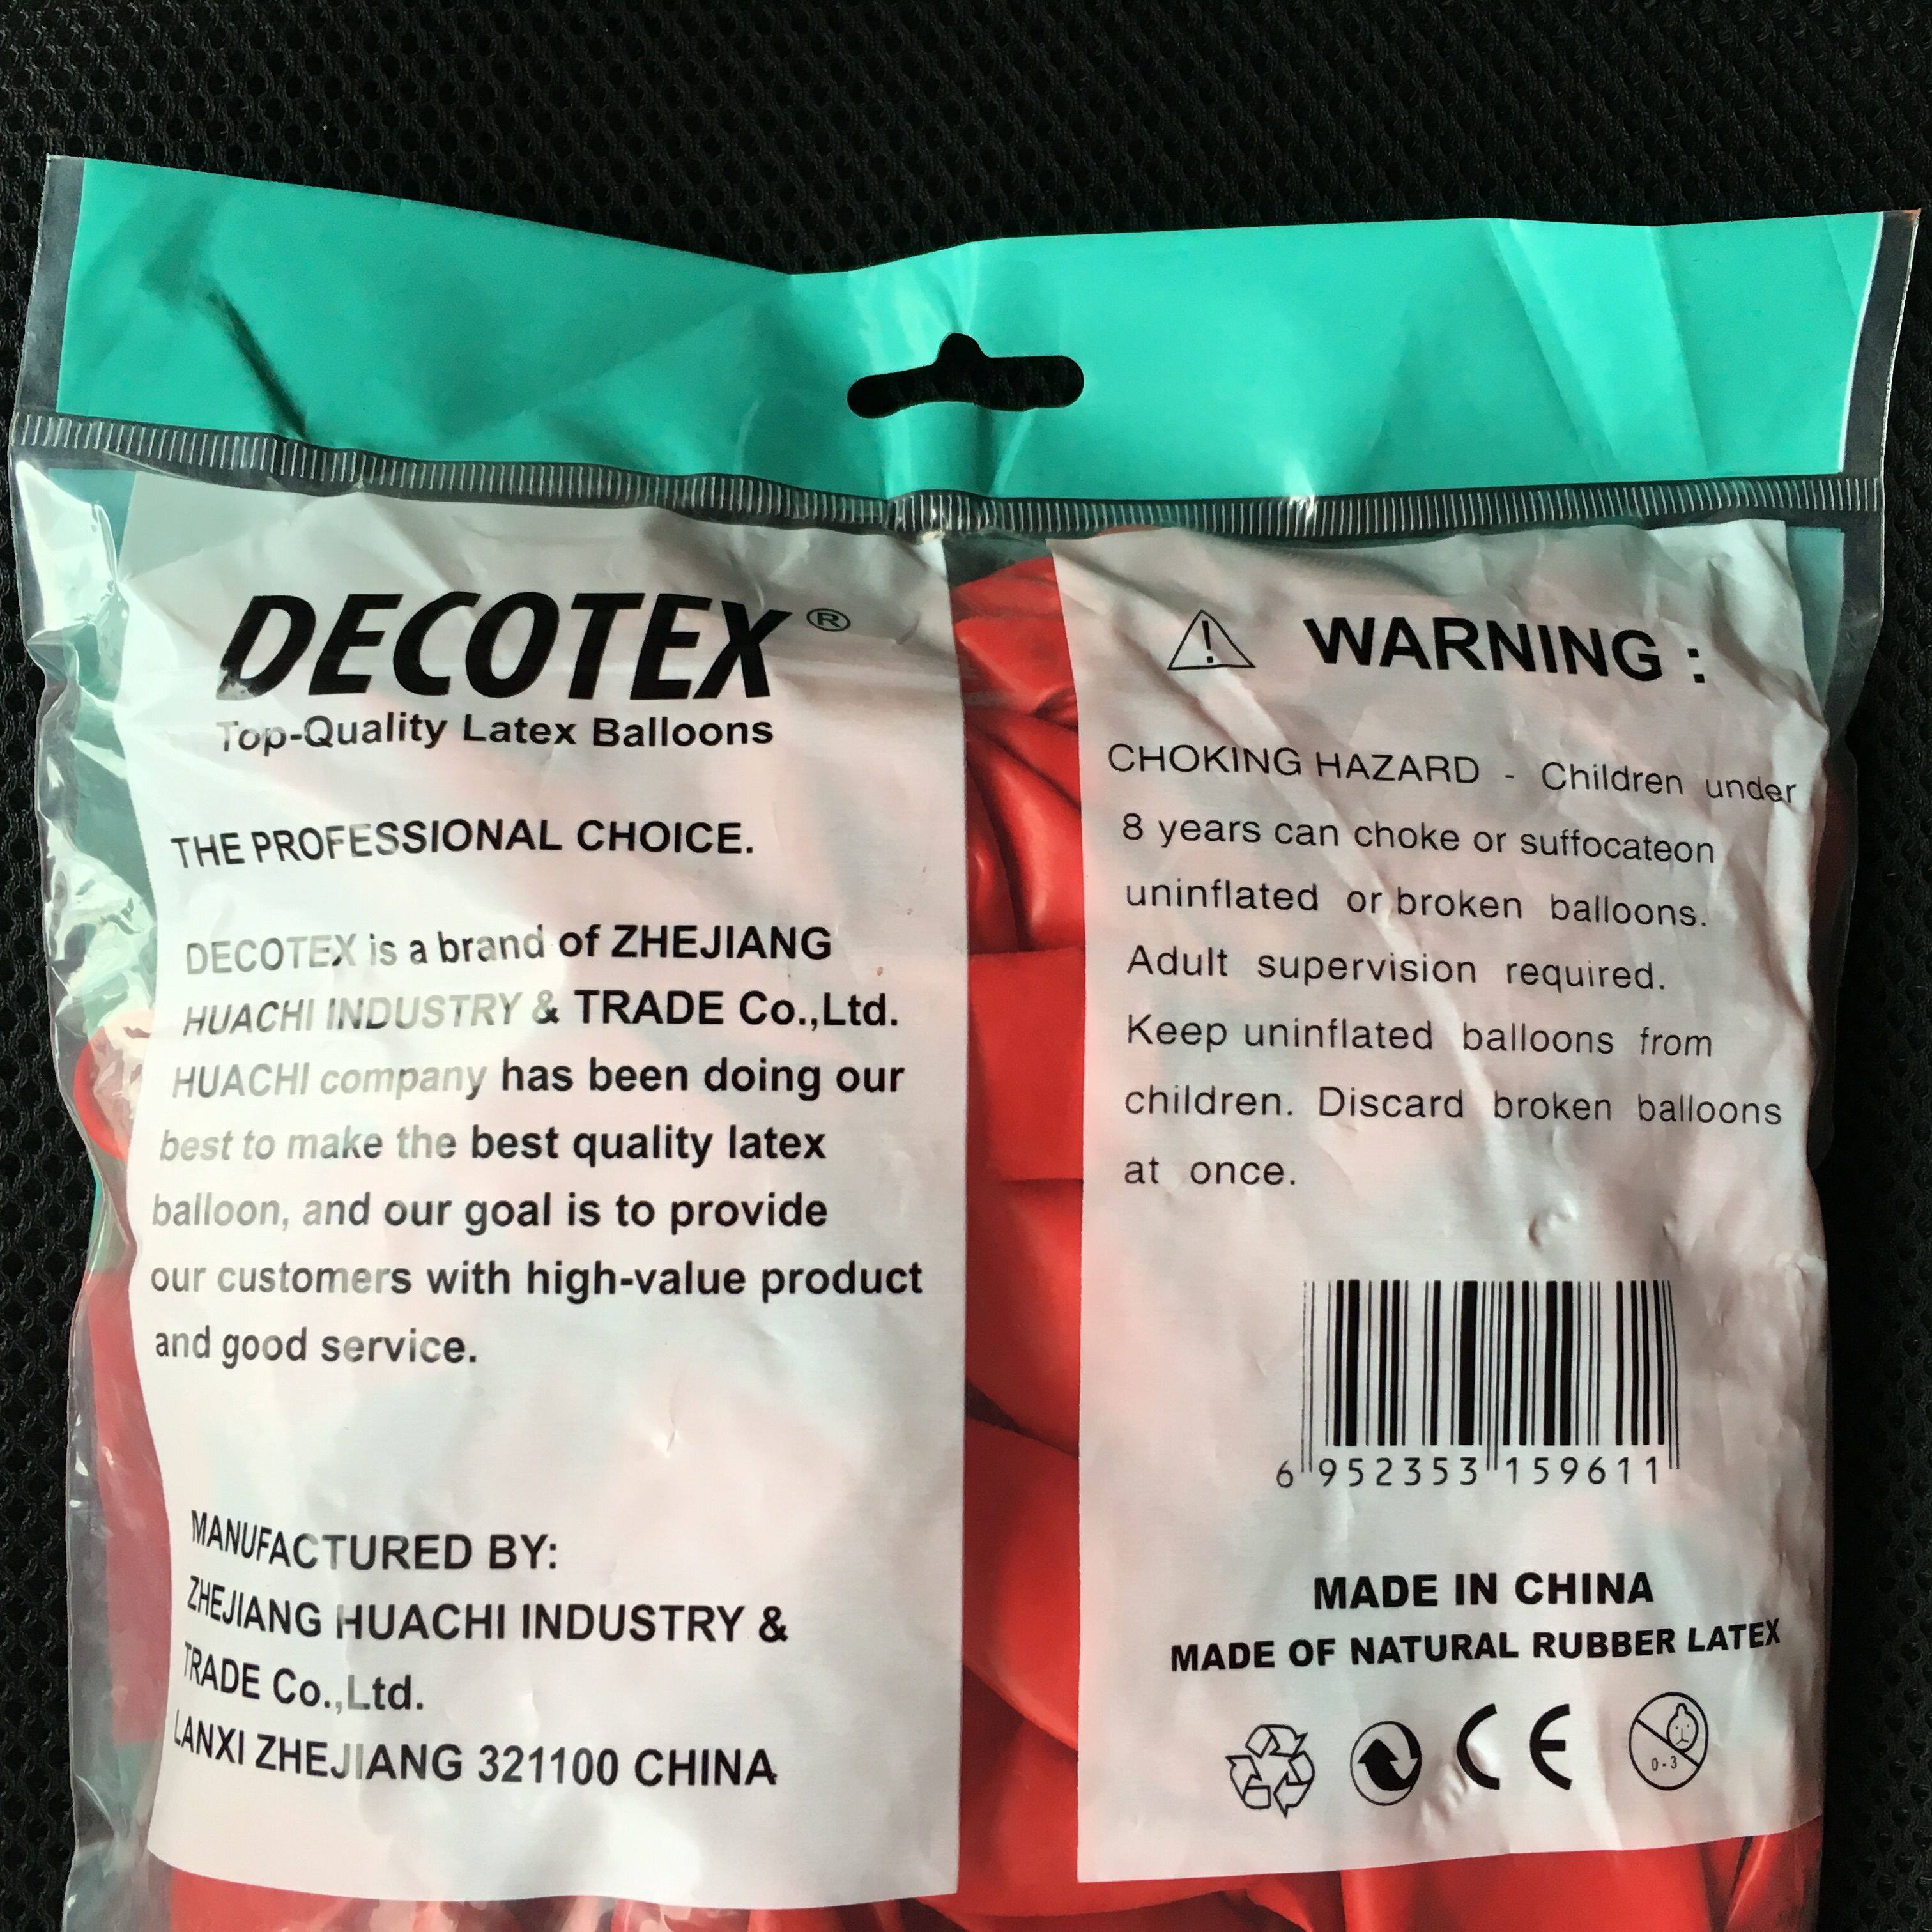 DECOTEX ®
Top-Quality Latex Balloons
THE PROFESSIONAL CHOICE.
DECOTEX is a brand of ZHEJIANG
HUACHI INDUSTRY & TRADE Co.,Ltd.
HUACHI company has been doing our
best to make the best quality latex
balloon, and our goal is to provide
our customers with high-value product
and good service.
MANUFACTURED BY:
ZHEJIANG HUACHI INDUSTRY &
TRADE Co.,Ltd.
LANXI ZHEJIANG 321100 CHINA
WARNING :
CHOKING HAZARD - Children under
8 years can choke or suffocateon
uninflated or broken balloons.
Adult supervision required.
Keep uninflated balloons from
children. Discard broken balloons
at once.
6 952353 159611
MADE IN CHINA
MADE OF NATURAL RUBBER LATEX
CE
0-3